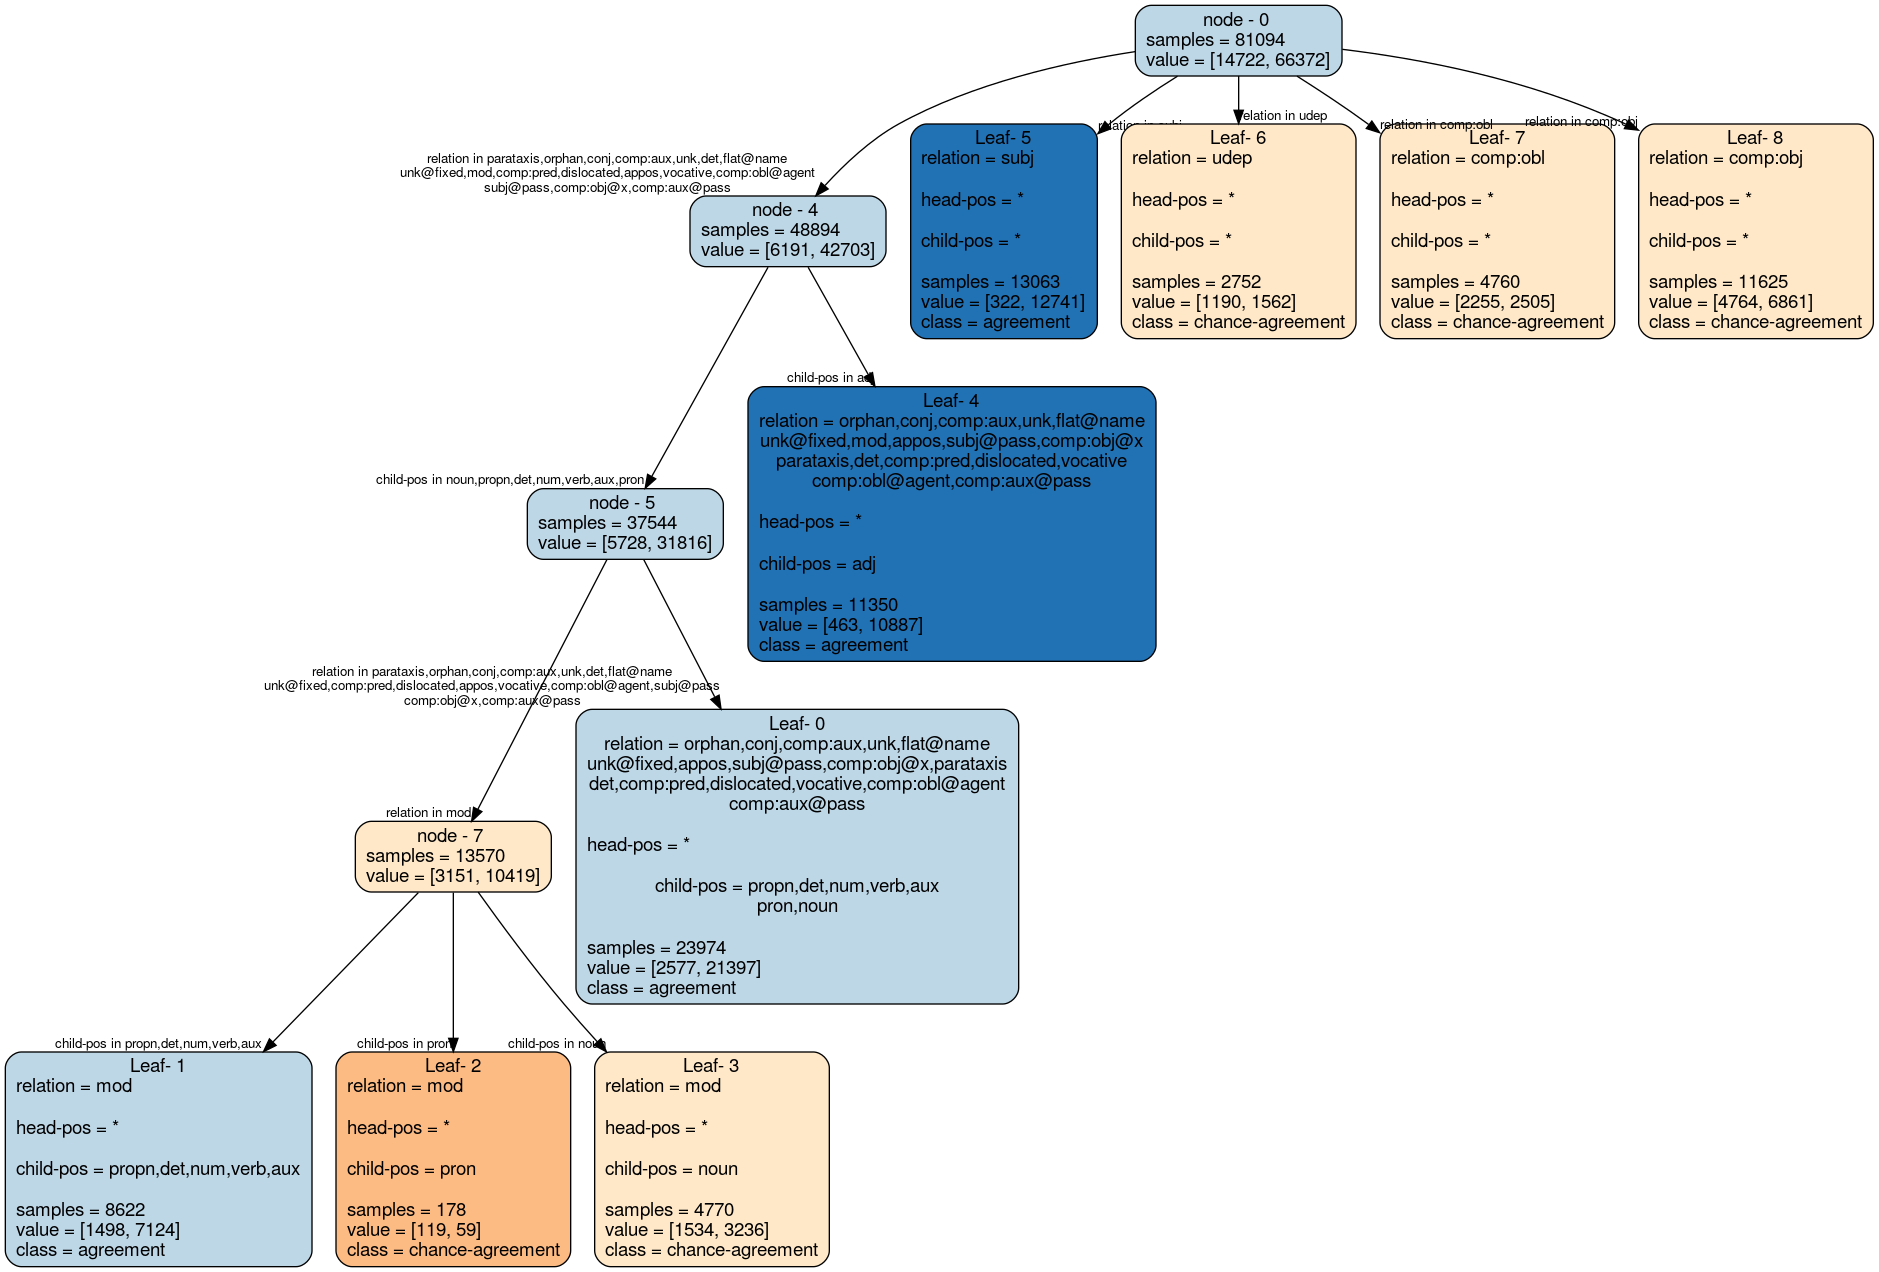 node - 0
samples = 81094
value = [14722, 66372]
relation in udep
relation in comp:obl
relation in comp:obj
relation in parataxis,orphan,conj,comp:aux,unk,det,flat@name
unk@fixed,mod,comp:pred,dislocated,appos,vocative,comp:obl@agent
subj@pass,comp:obj@x,comp:aux@pass
node - 4
samples = 48894
value = [6191, 42703]
Leaf- 5
relation = subj
head-pos = *
child-pos = *
samples = 13063
value = [322, 12741]
class = agreement
Leaf- 6
relation = udep
head-pos = *
child-pos = *
samples = 2752
value = [1190, 1562]
class = chance-agreement
Leaf- 7
relation = comp:obl
head-pos = *
child-pos = *
samples = 4760
value = [2255, 2505]
class = chance-agreement
Leaf- 8
relation = comp:obj
head-pos = *
child-pos = *
samples = 11625
value = [4764, 6861]
class = chance-agreement
child-pos in
Leaf- 4
relation = orphan,conj,comp:aux,unk,flat@name
unk@fixed,mod,appos,subj@pass,comp:obj@x
parataxis,det,comp:pred,dislocated,vocative
comp:obl@agent,comp:aux@pass
head-pos = *
child-pos = adj
samples = 11350
value = [463, 10887]
class = agreement
child-pos in noun,propn,det,num,verb,aux,pron
node - 5
samples = 37544
value = [5728, 31816]
relation in parataxis,orphan,conj,comp:aux,unk,det,flat@name
unk@fixed,comp:pred,dislocated,appos,vocative,comp:obl@agent,subj@pass
comp:obj@x,comp:aux@pass
Leaf- 0
relation = orphan,conj,comp:aux,unk,flat@name
unk@fixed,appos,subj@pass,comp:obj@x,parataxis
det,comp:pred,dislocated,vocative,comp:obl@agent
comp:aux@pass
head-pos = *
child-pos = propn,det,num,verb,aux
pron,noun
samples = 23974
value = [2577, 21397]
class = agreement
relation in mod
node - 7
samples = 13570
value = [3151, 10419]
child-pos in propn,det,num,verb,aux
child-pos in pron
child-pos in noun
Leaf- 1
relation = mod
head-pos = *
child-pos = propn,det,num,verb,aux
samples = 8622
value = [1498, 7124]
class = agreement
Leaf- 2
relation = mod
head-pos = *
child-pos = pron
samples = 178
value = [119, 59]
class = chance-agreement
Leaf- 3
relation = mod
head-pos = *
child-pos = noun
samples = 4770
value = [1534, 3236]
class = chance-agreement